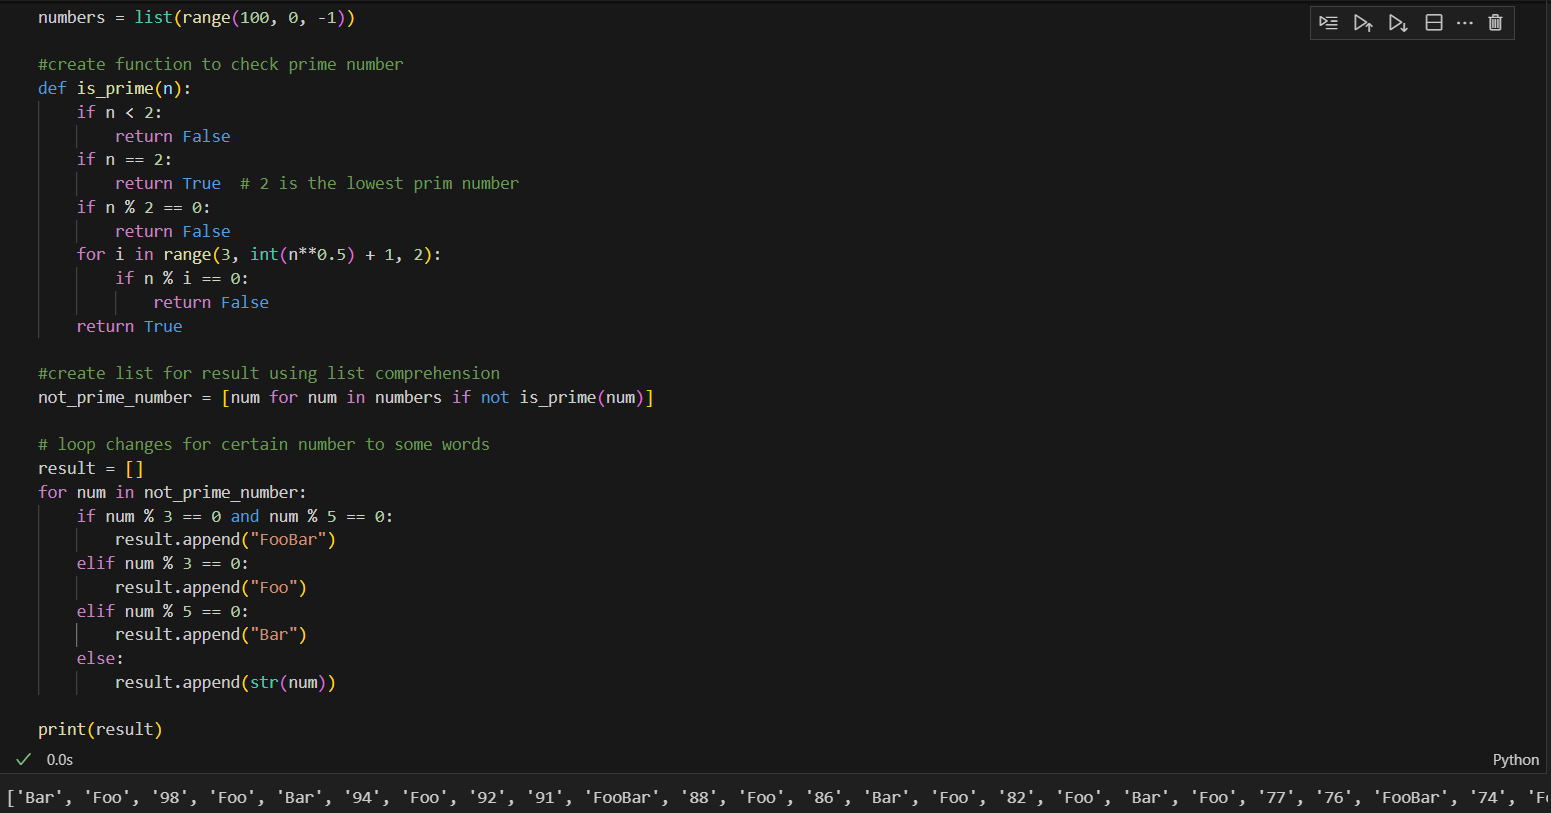 numbers = list(range(100, 0, -1))

#create function to check prime number
def is_prime(n):
    if n < 2:
        return False
    if n == 2:
        return True  # 2 is the lowest prim number
    if n % 2 == 0:
        return False
    for i in range(3, int(n**0.5) + 1, 2):
        if n % i == 0:
            return False
    return True

#create list for result using list comprehension
not_prime_number = [num for num in numbers if not is_prime(num)]

# loop changes for certain number to some words
result = []
for num in not_prime_number:
    if num % 3 == 0 and num % 5 == 0:
        result.append("FooBar")
    elif num % 3 == 0:
        result.append("Foo")
    elif num % 5 == 0:
        result.append("Bar")
    else:
        result.append(str(num))

print(result)
0.0s
Python
['Bar', 'Foo', '98', 'Foo', 'Bar', '94', 'Foo', '92', '91', 'FooBar', '88', 'Foo', '86', 'Bar', 'Foo', '82', 'Foo', 'Bar', 'Foo', '77', '76', 'FooBar', '74',